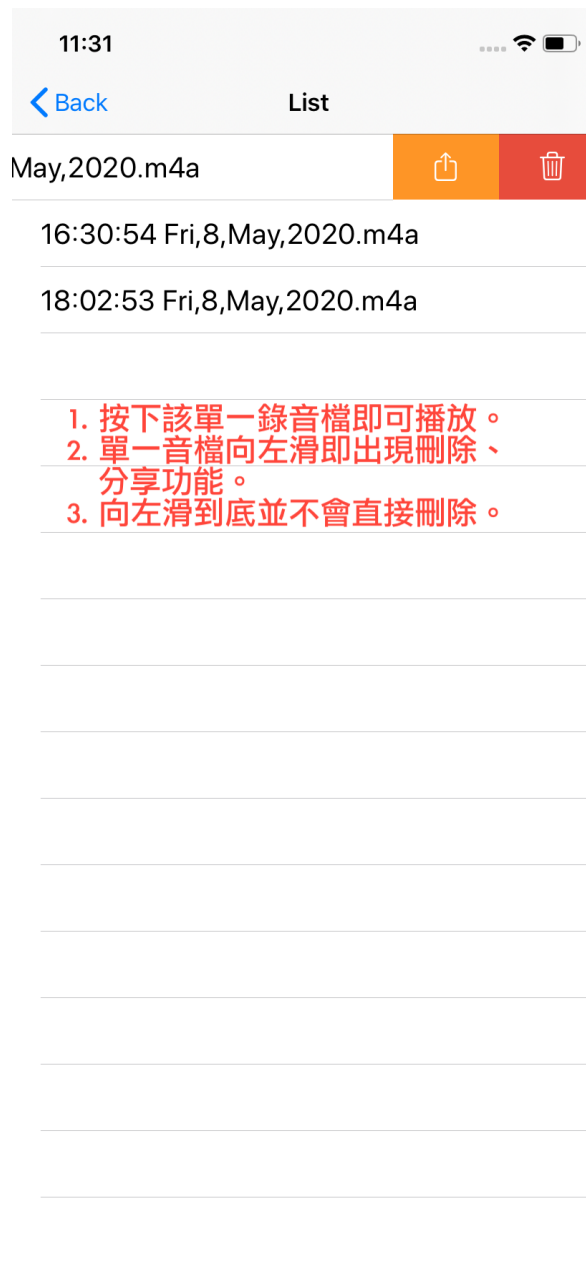 11:31
Back
List
May,2020.m4a
16:30:54 Fri,8,May,2020.m4a
18:02:53 Fri,8,May,2020.m4a
1. 按下該單一錄音檔即可播放。
2. 單一音檔向左滑即出現刪除、
分享功能。
3. 向左滑到底並不會直接刪除。